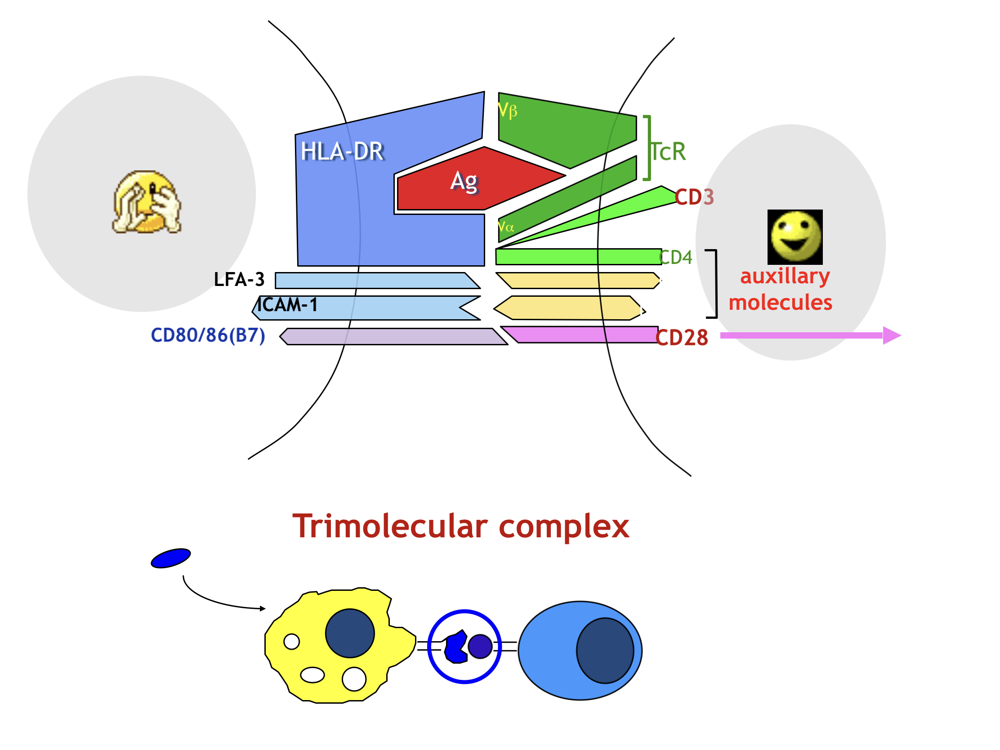 Vβ
HLA-DR
TcR
Ag
CD3
Vα
CD4
LFA-3
auxillary
molecules
ICAM-1
CD80/86(B7)
CD28
Trimolecular complex